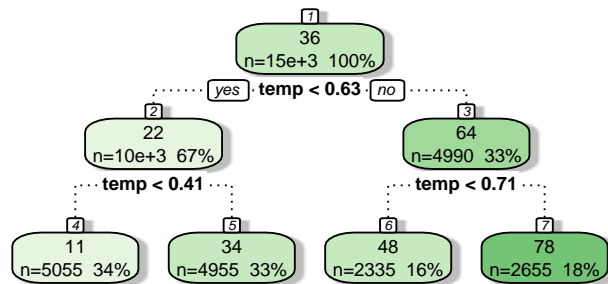 1
36
n=15e+3 100%
yes temp < 0.63 no
2
22
n=10e+3 67%
3
64
n=4990 33%
temp < 0.41
temp < 0.71
4
11
n=5055 34%
5
34
n=4955 33%
6
48
n=2335 16%
7
78
n=2655 18%